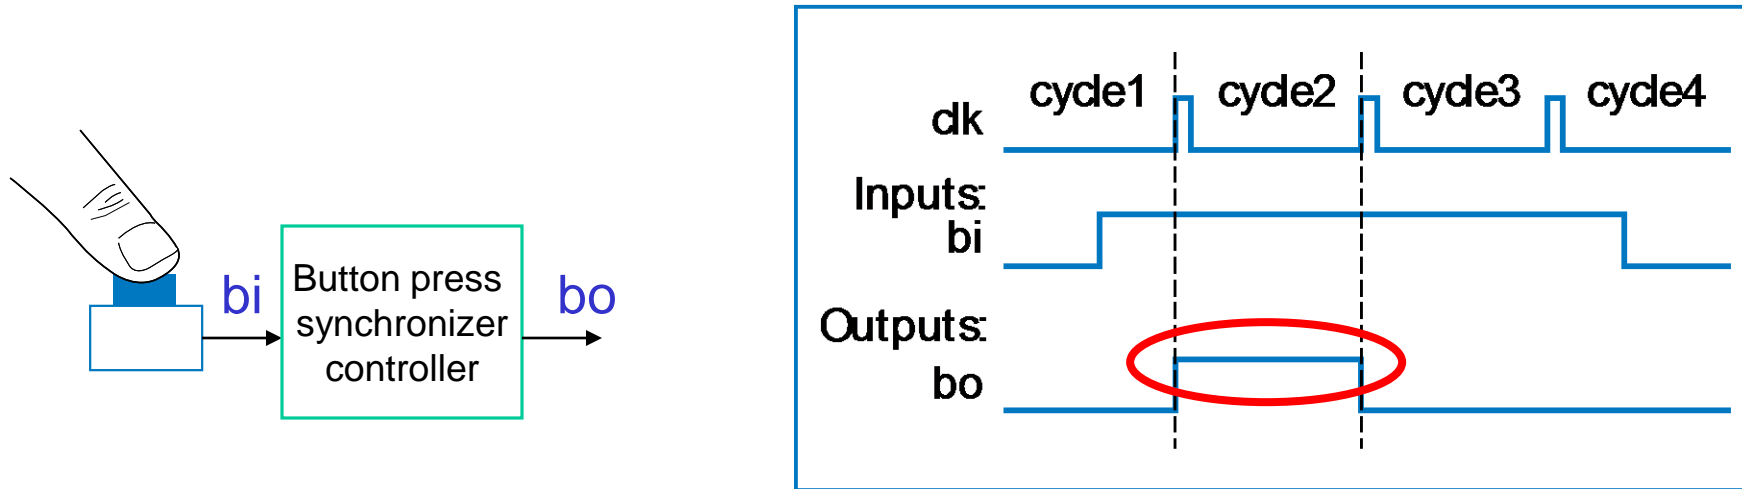 bi
Button press
synchronizer
controller
bo
cycle1 cycle2 cycle3 cycle4
clk
Inputs:
bi
Outputs:
bo